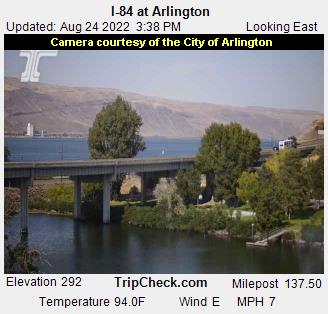 I-84 at Arlington
Updated: Aug 24 2022 3:38 PM Looking East
Camera courtesy of the City of Arlington
Elevation 292 TripCheck.com Milepost 137.50
Temperature 94.0F Wind E MPH 7